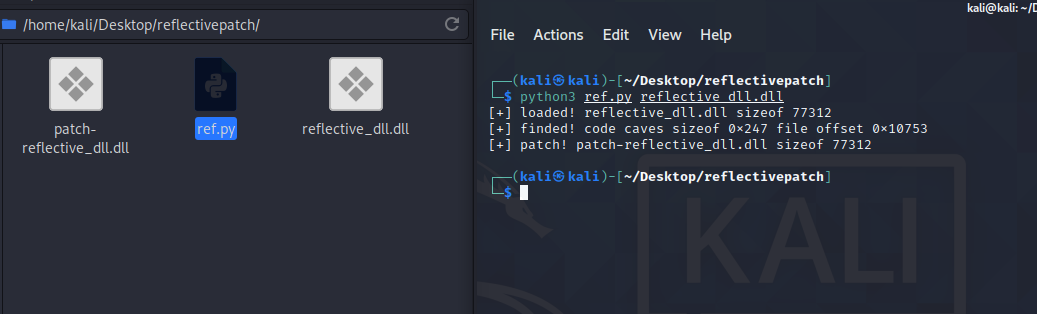 /home/kali/Desktop/reflectivepatch/
patch-
reflective_dll.dll
ref.py
reflective_dll.dll
kali@kali: ~/D
File Actions Edit View Help
(kali㉿kali)-[~/Desktop/reflectivepatch]
$ python3 ref.py reflective_dll.dll
[+] loaded! reflective_dll.dll sizeof 77312
[+] finded! code caves sizeof 0×247 file offset 0×10753
[+] patch! patch-reflective_dll.dll sizeof 77312
(kali㉿kali)-[~/Desktop/reflectivepatch]
$
KALI